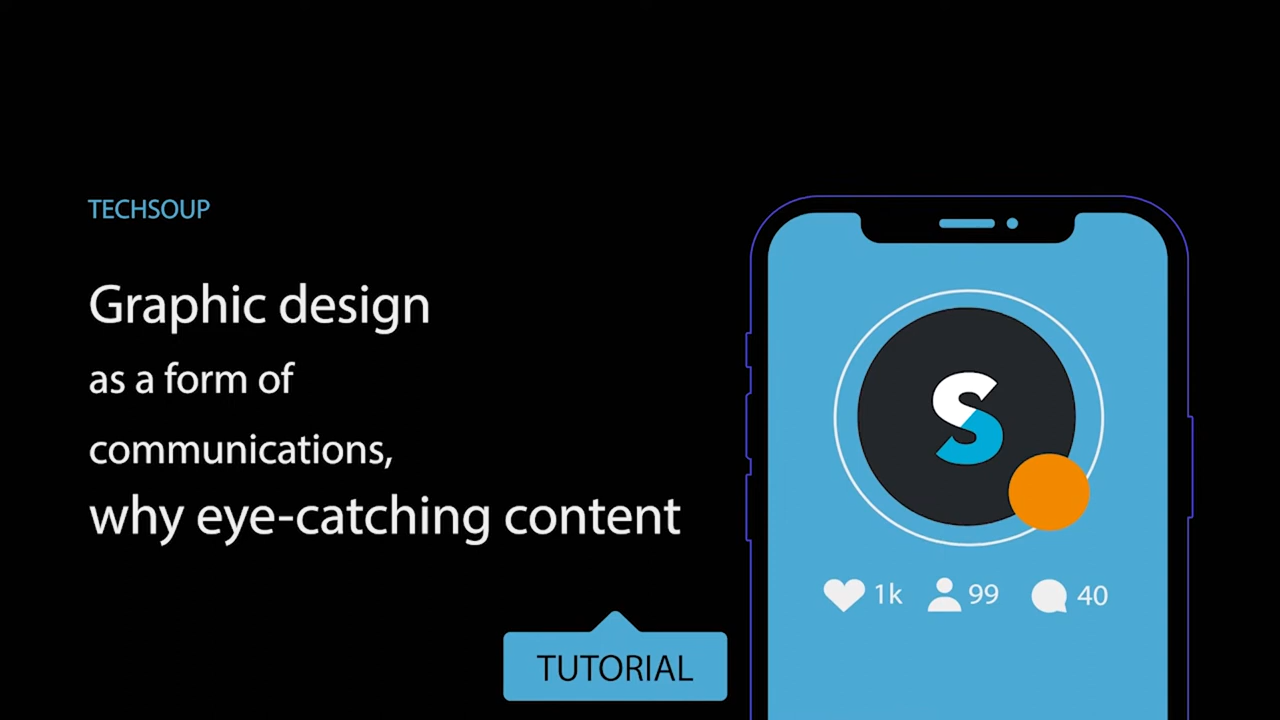 TECHSOUP
Graphic design
as a form of
communications,
why eye-catching content
TUTORIAL
S
1k 99 40